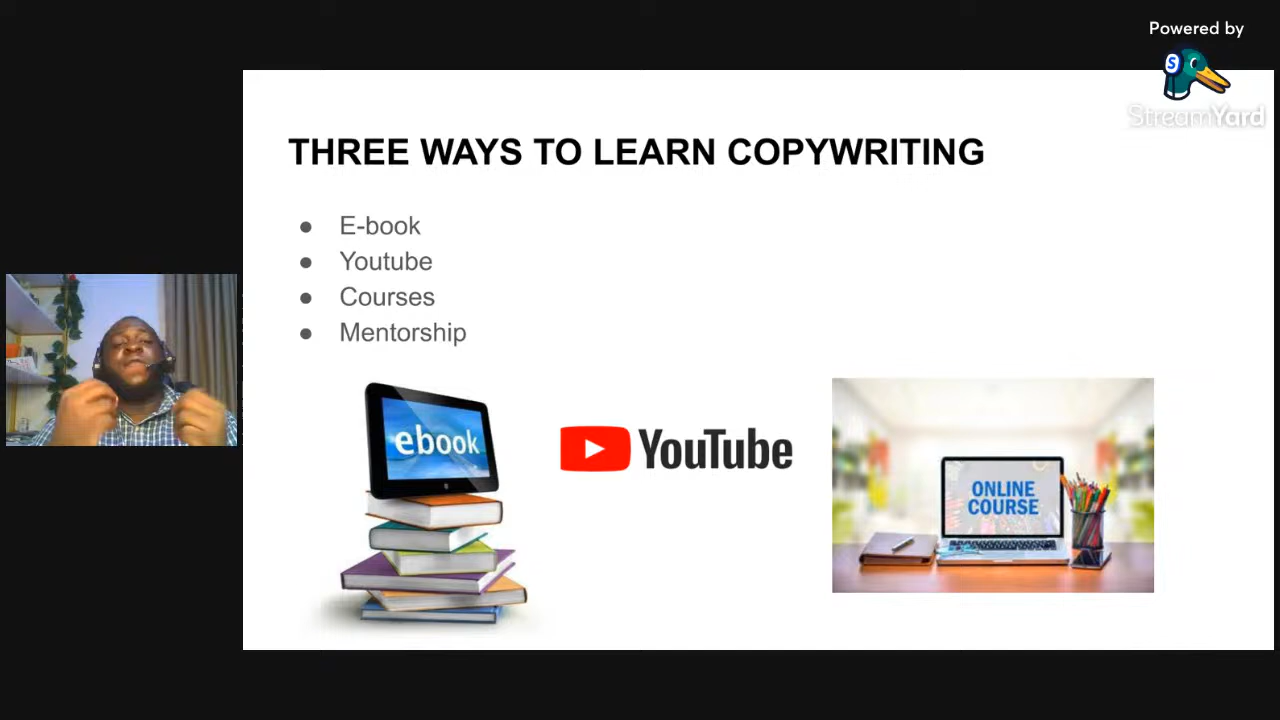 Powered by
StreamYard
THREE WAYS TO LEARN COPYWRITING
● E-book
● Youtube
● Courses
● Mentorship
ebook
YouTube
ONLINE
COURSE